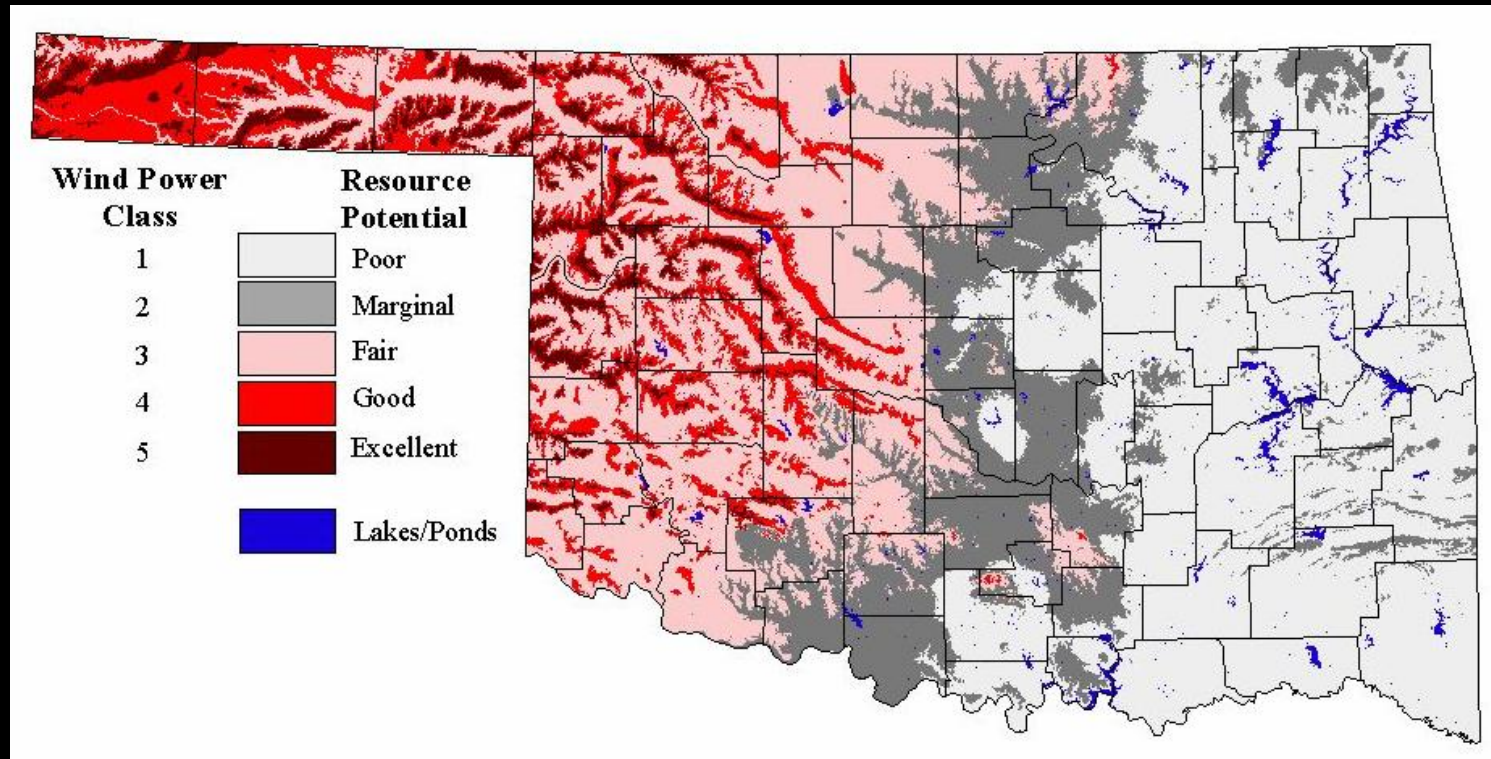 Wind Power Class
Resource Potential
1 Poor
2 Marginal
3 Fair
4 Good
5 Excellent
Lakes/Ponds